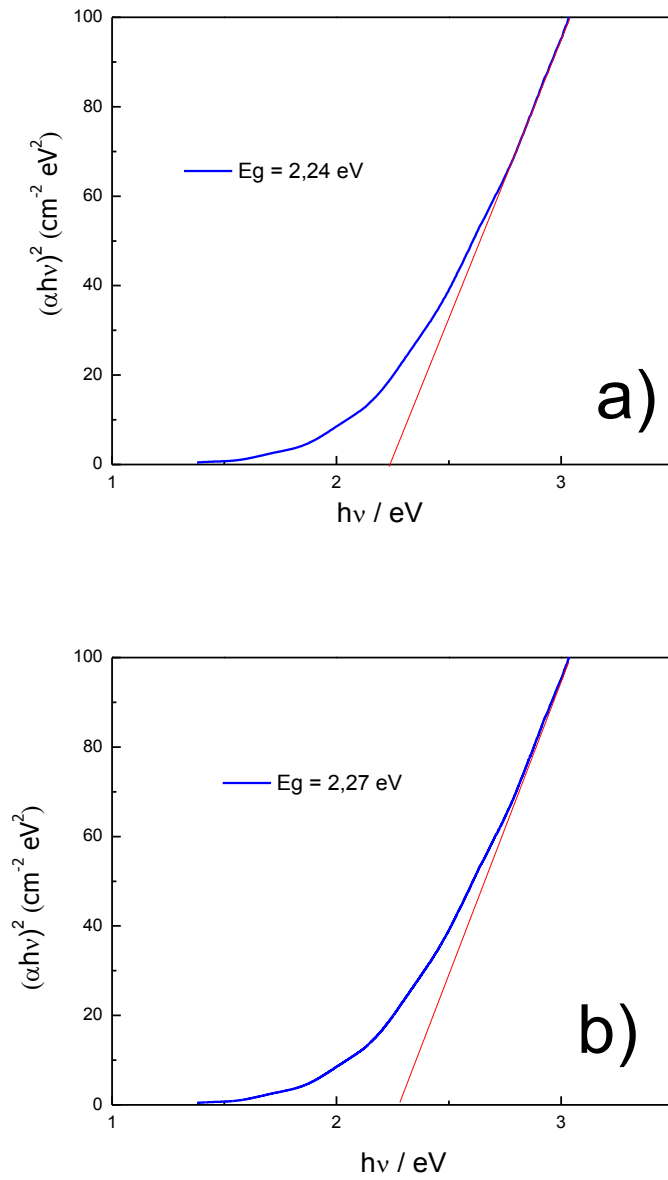 100
80
60
40
20
0
(αhν)² (cm⁻² eV²)
Eg = 2,24 eV
a)
1
2
3
hν / eV
100
80
60
40
20
0
(αhν)² (cm⁻² eV²)
Eg = 2,27 eV
b)
1
2
3
hν / eV